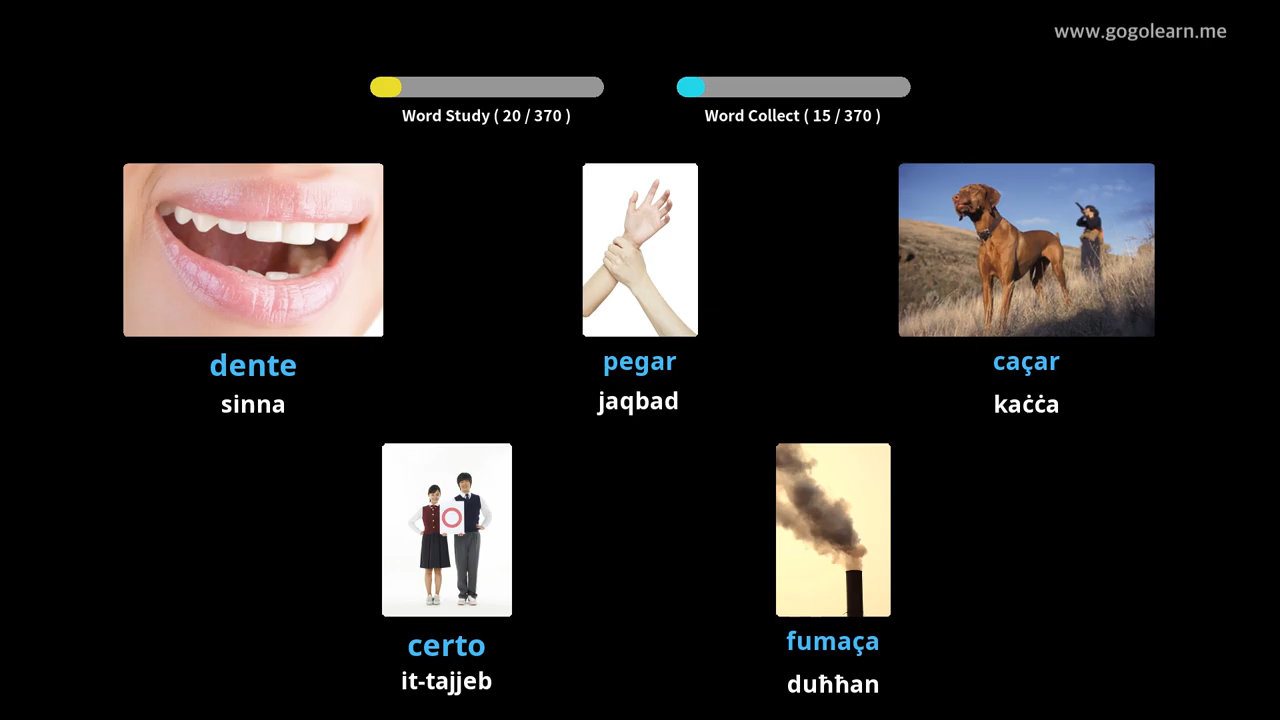 www.gogolearn.me
Word Study ( 20 / 370 )
Word Collect ( 15 / 370 )
dente
sinna
pegar
jaqbad
caçar
kaċċa
certo
it-tajjeb
fumaça
duħħan